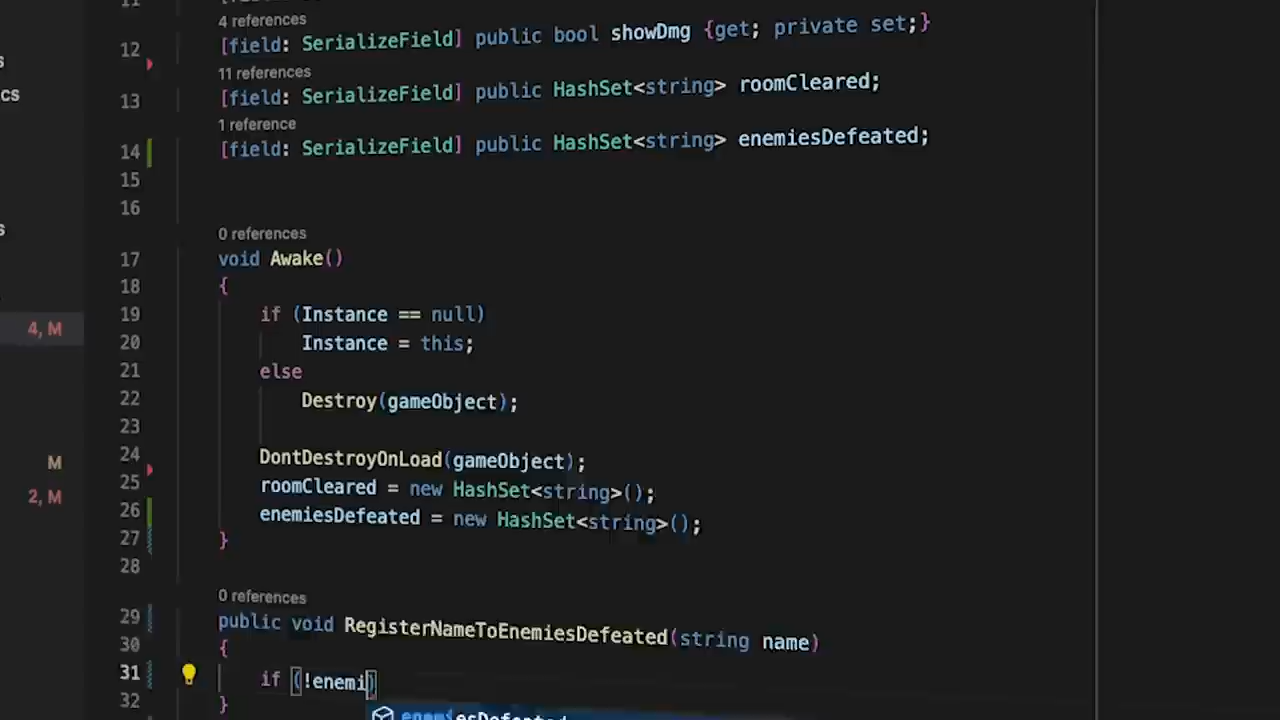 11
4 references
12 [field: SerializeField] public bool showDmg {get; private set;}
11 references
cs
13 [field: SerializeField] public HashSet<string> roomCleared;
1 reference
14 [field: SerializeField] public HashSet<string> enemiesDefeated;
15
16
s
0 references
17 void Awake()
18 {
19 if (Instance == null)
4, M
20 Instance = this;
21 else
22 Destroy(gameObject);
23
24 DontDestroyOnLoad(gameObject);
M
25 roomCleared = new HashSet<string>();
2, M
26 enemiesDefeated = new HashSet<string>();
27 }
28
0 references
29 public void RegisterNameToEnemiesDefeated(string name)
30 {
31 if (!enemi)
32 }
enemiesDefeated